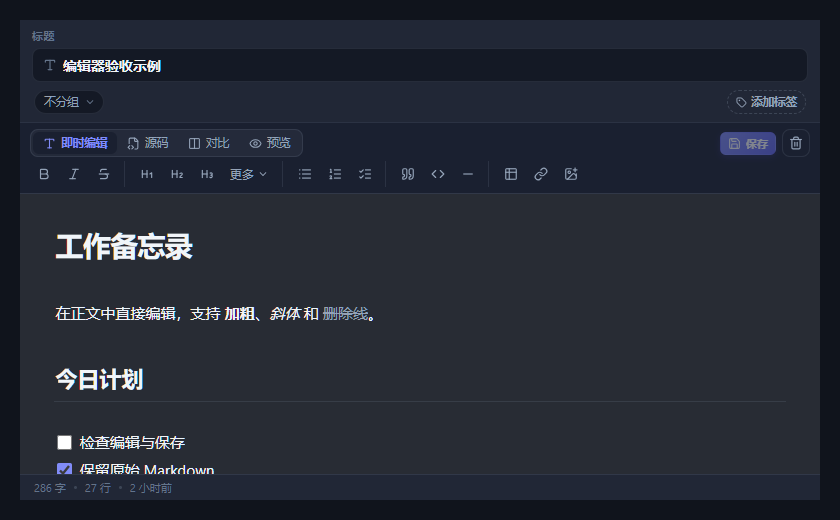 标题
编辑器验收示例
不分组
添加标签
即时编辑 源码 对比 预览 保存
B I S H1 H2 H3 更多
工作备忘录
在正文中直接编辑，支持 加粗、斜体 和 删除线。
今日计划
检查编辑与保存
保留原始 Markdown
286 字 • 27 行 • 2 小时前